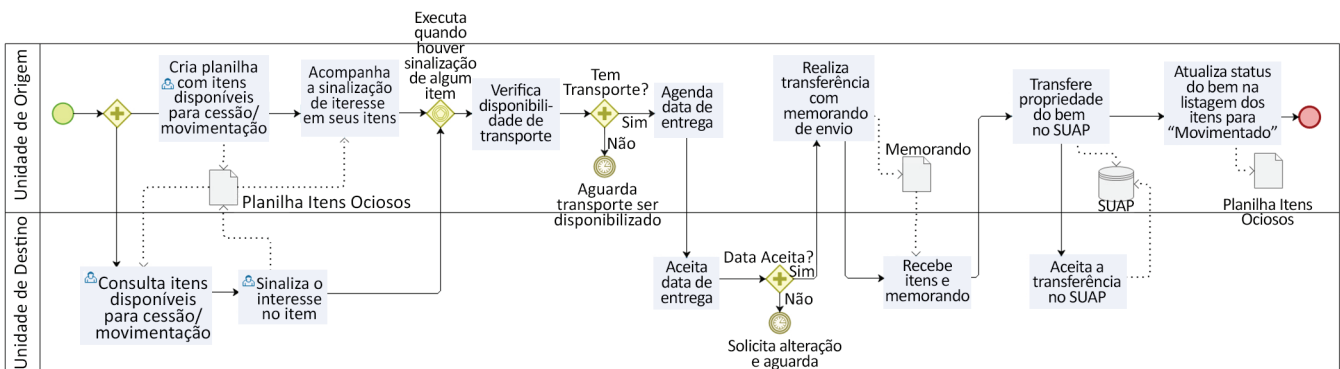 Unidade de Origem
Cria planilha
com itens
disponíveis
para cessão/
movimentação
Acompanha
a sinalização
de iteresse
em seus itens
Executa
quando
houver
sinalização
de algum
item
Verifica
disponibili-
dade de
transporte
Tem
Transporte?
Sim
Não
Aguarda
transporte ser
disponibilizado
Agenda
data de
entrega
Realiza
transferência
com
memorando
de envio
Memorando
Transfere
propriedade
do bem
no SUAP
SUAP
Atualiza status
do bem na
listagem dos
itens para
“Movimentado”
Planilha Itens
Ociosos
Planilha Itens Ociosos
Unidade de Destino
Consulta itens
disponíveis
para cessão/
movimentação
Sinaliza o
interesse
no item
Aceita
data de
entrega
Data Aceita?
Sim
Não
Solicita alteração
e aguarda
Recebe
itens e
memorando
Aceita a
transferência
no SUAP